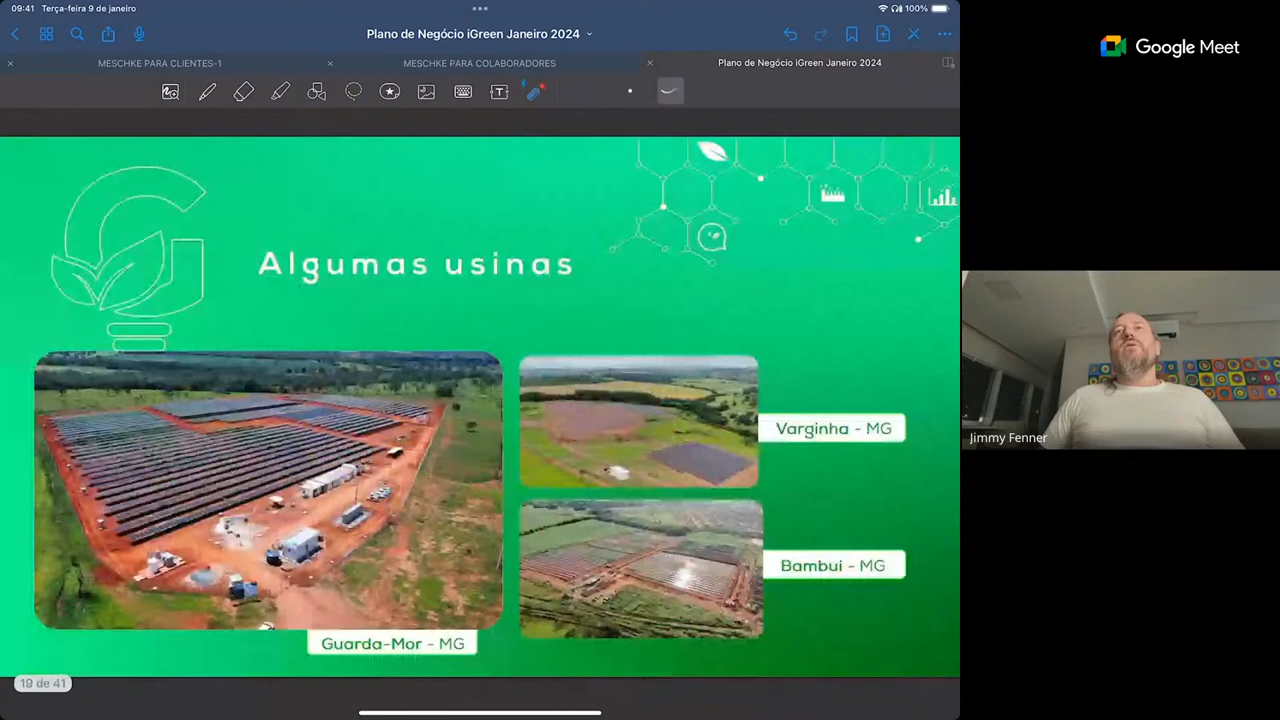 09:41 Terça-feira 9 de janeiro
100%
Plano de Negócio iGreen Janeiro 2024
MESCHKE PARA CLIENTES-1
MESCHKE PARA COLABORADORES
Plano de Negócio iGreen Janeiro 2024
Google Meet
Algumas usinas
Varginha - MG
Jimmy Fenner
Bambui - MG
Guarda-Mor - MG
19 de 41